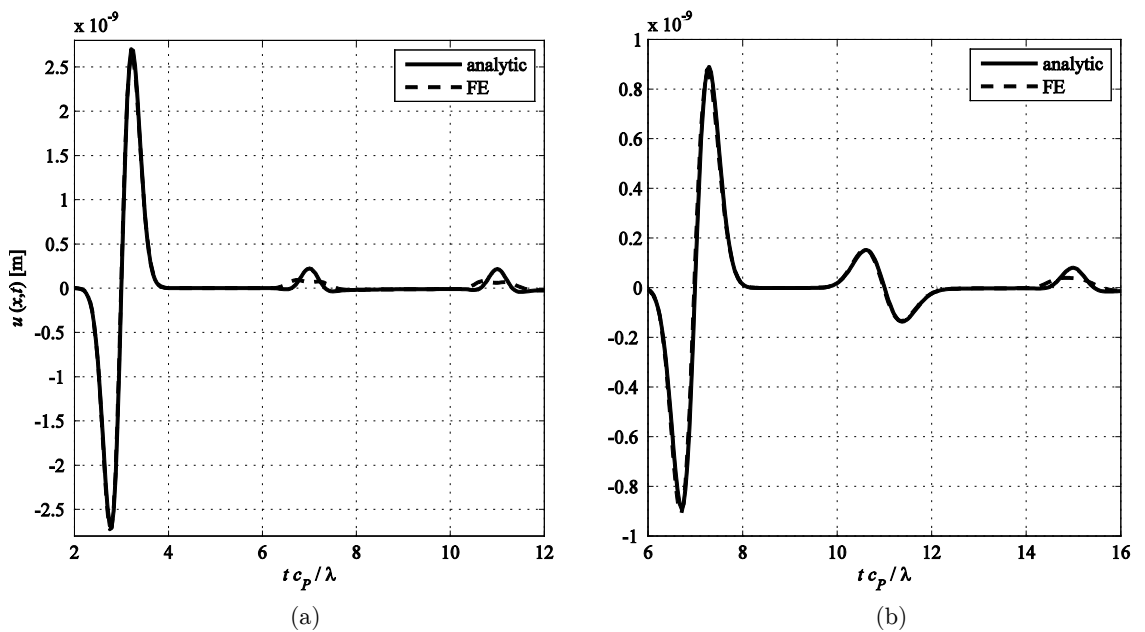 x 10^-9
2.5
2
1.5
1
0.5
0
-0.5
-1
-1.5
-2
-2.5
u (x,t) [m]
analytic
FE
2 4 6 8 10 12
t c_P / λ
(a)
x 10^-9
1
0.8
0.6
0.4
0.2
0
-0.2
-0.4
-0.6
-0.8
-1
analytic
FE
6 8 10 12 14 16
t c_P / λ
(b)